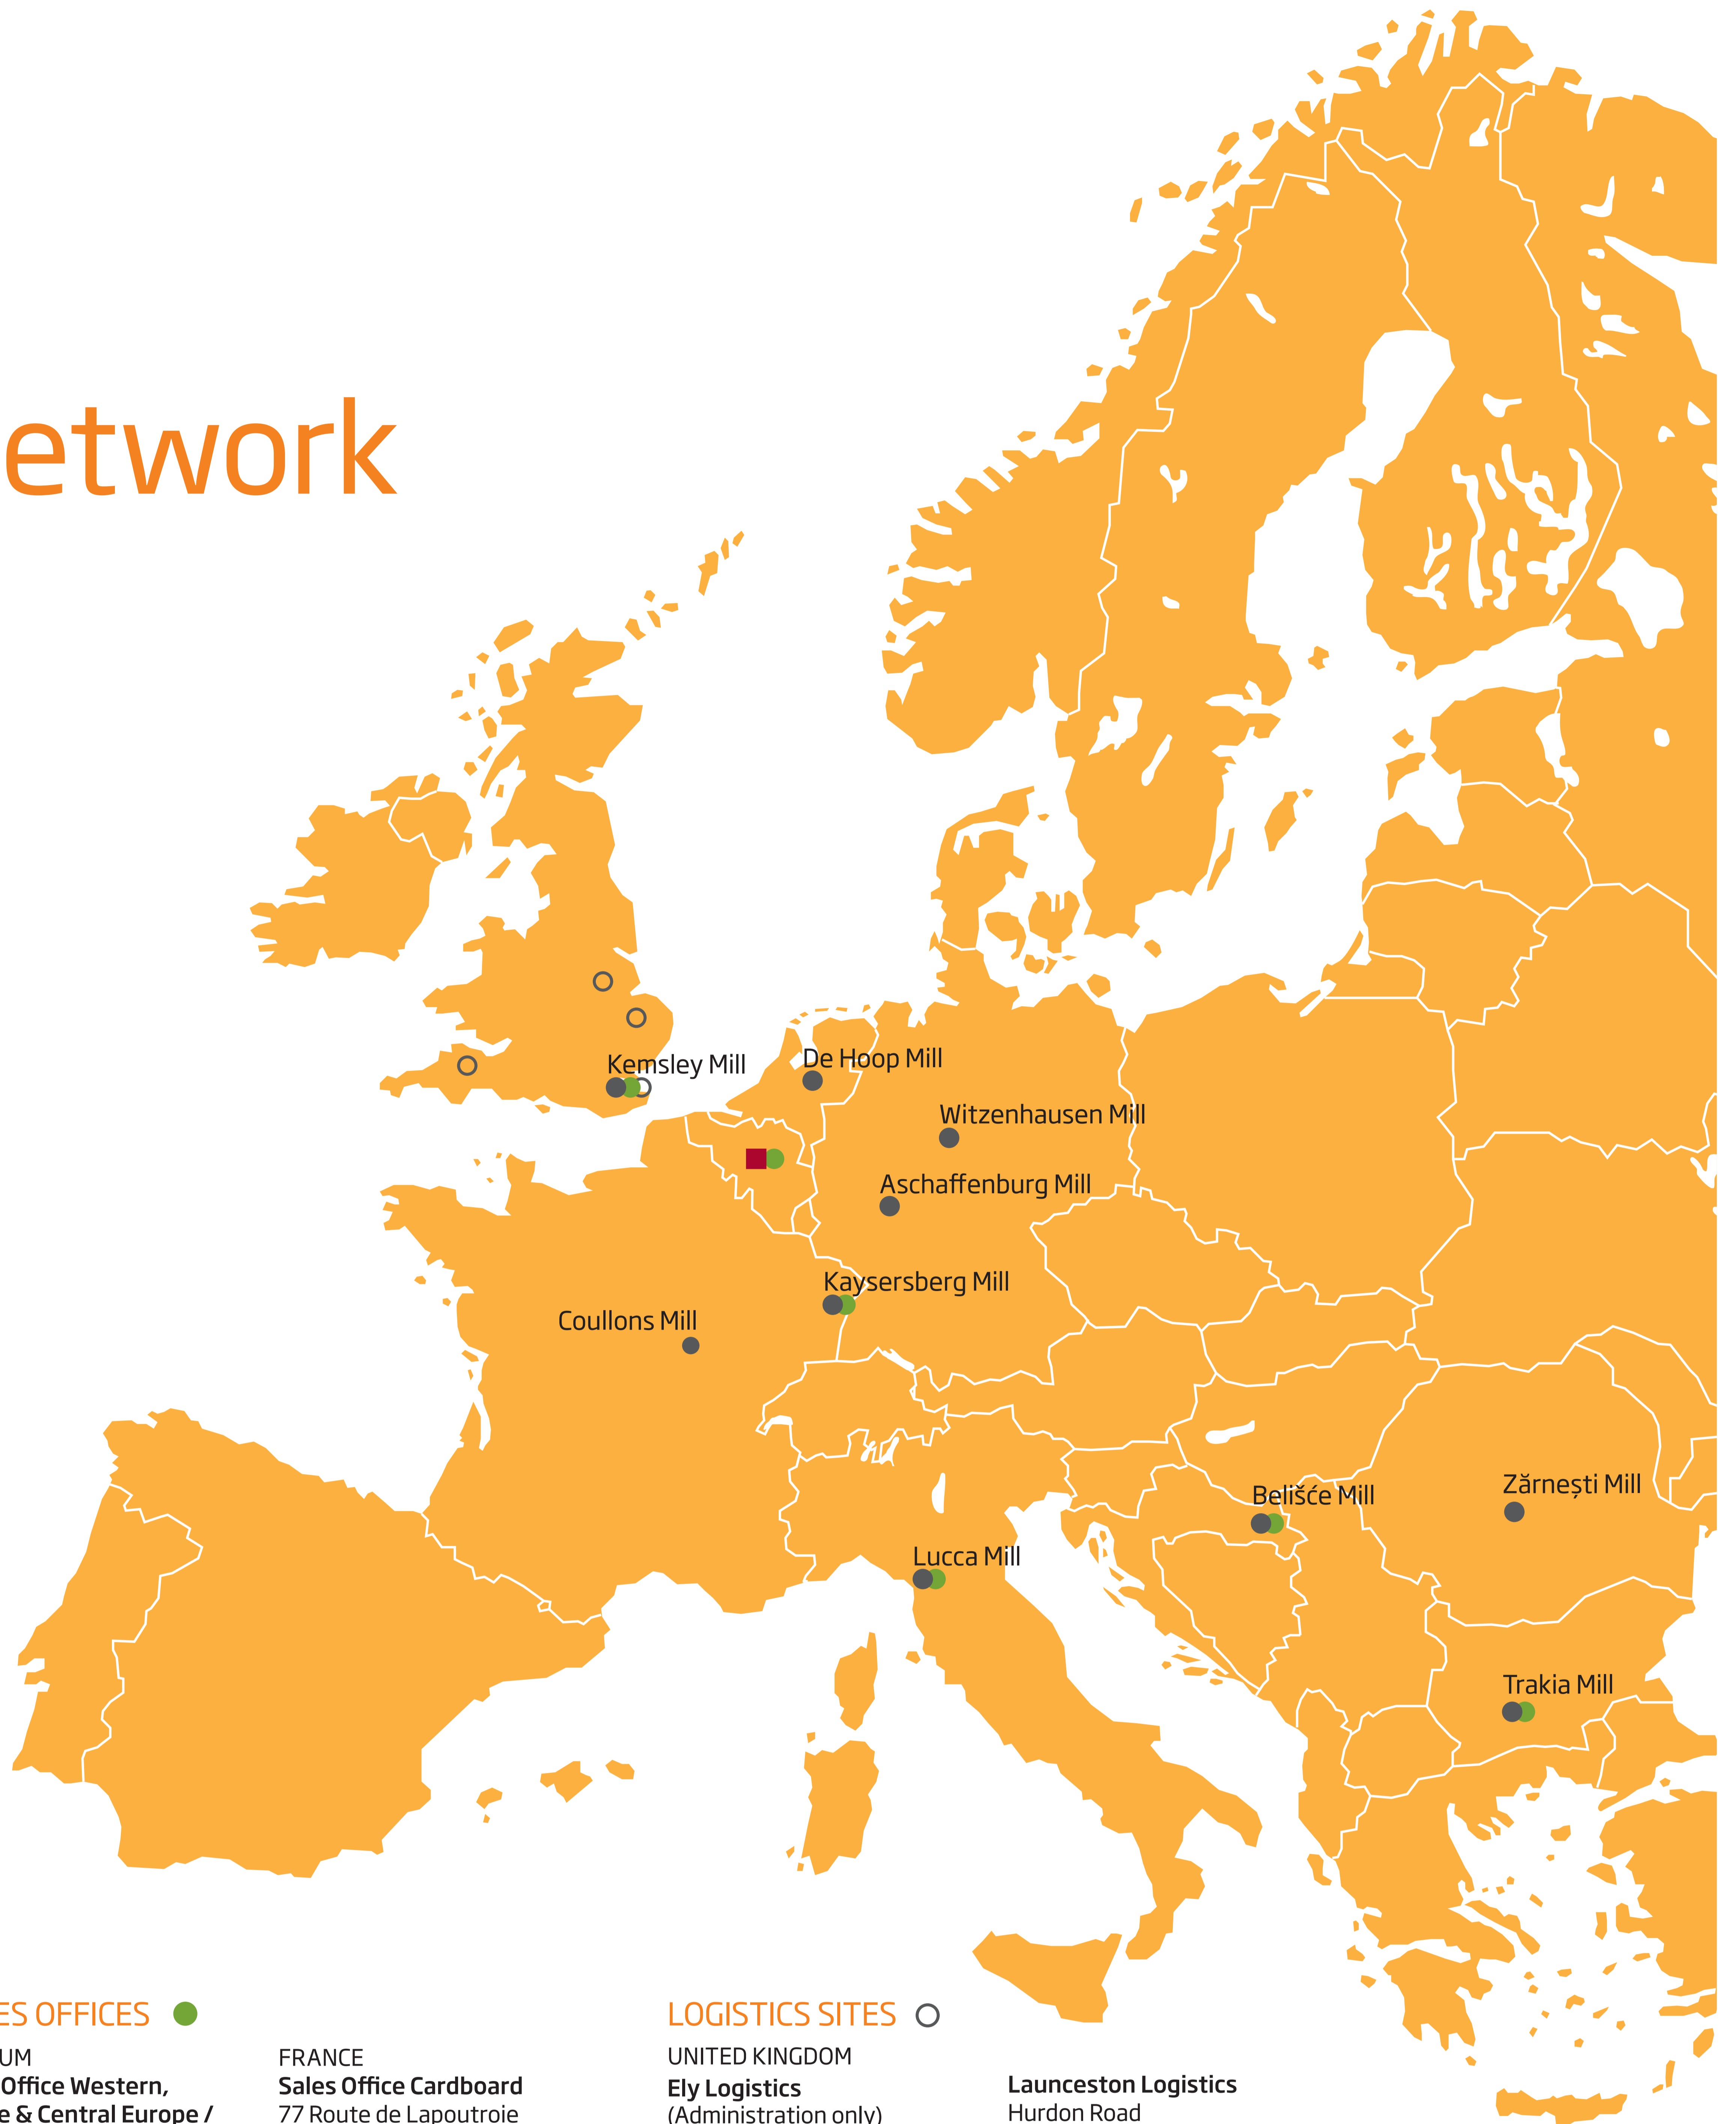 etwork
Kemsley Mill
De Hoop Mill
Witzenhausen Mill
Aschaffenburg Mill
Kaysersberg Mill
Coullons Mill
Zărnești Mill
Belišće Mill
Lucca Mill
Trakia Mill
ES OFFICES
UM
Office Western,
e & Central Europe /
FRANCE
Sales Office Cardboard
77 Route de Lapoutroie
LOGISTICS SITES
UNITED KINGDOM
Ely Logistics
(Administration only)
Launceston Logistics
Hurdon Road